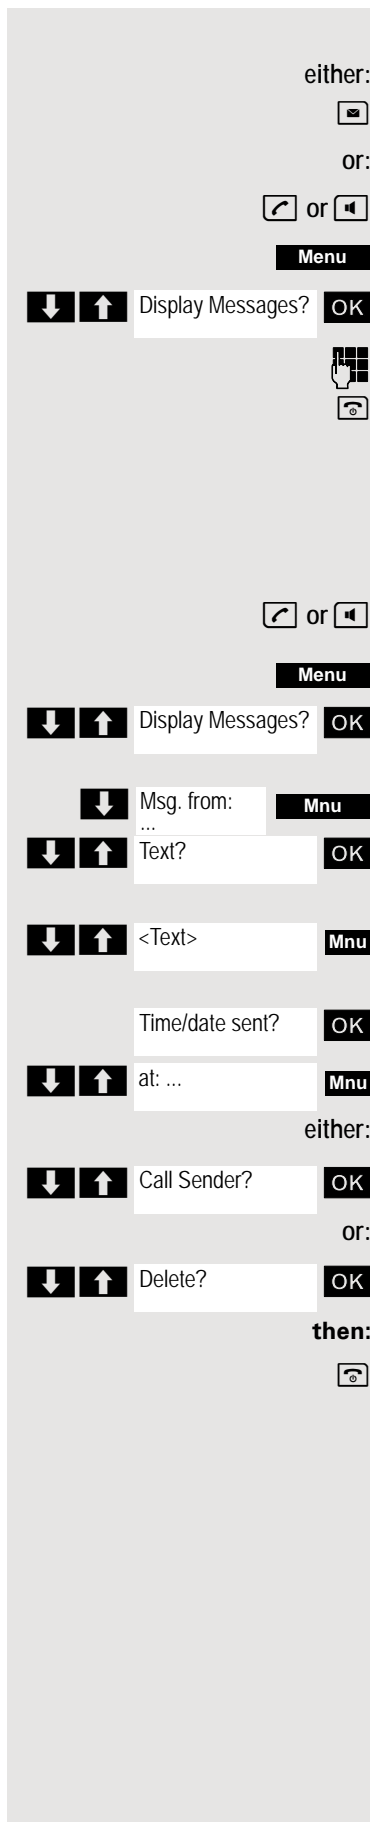 either:
or:
or
Menu
Display Messages? OK
or
Menu
Display Messages? OK
Msg. from: Mnu
...
Text? OK
<Text> Mnu
Time/date sent? OK
at: ... Mnu
either:
Call Sender? OK
or:
Delete? OK
then: